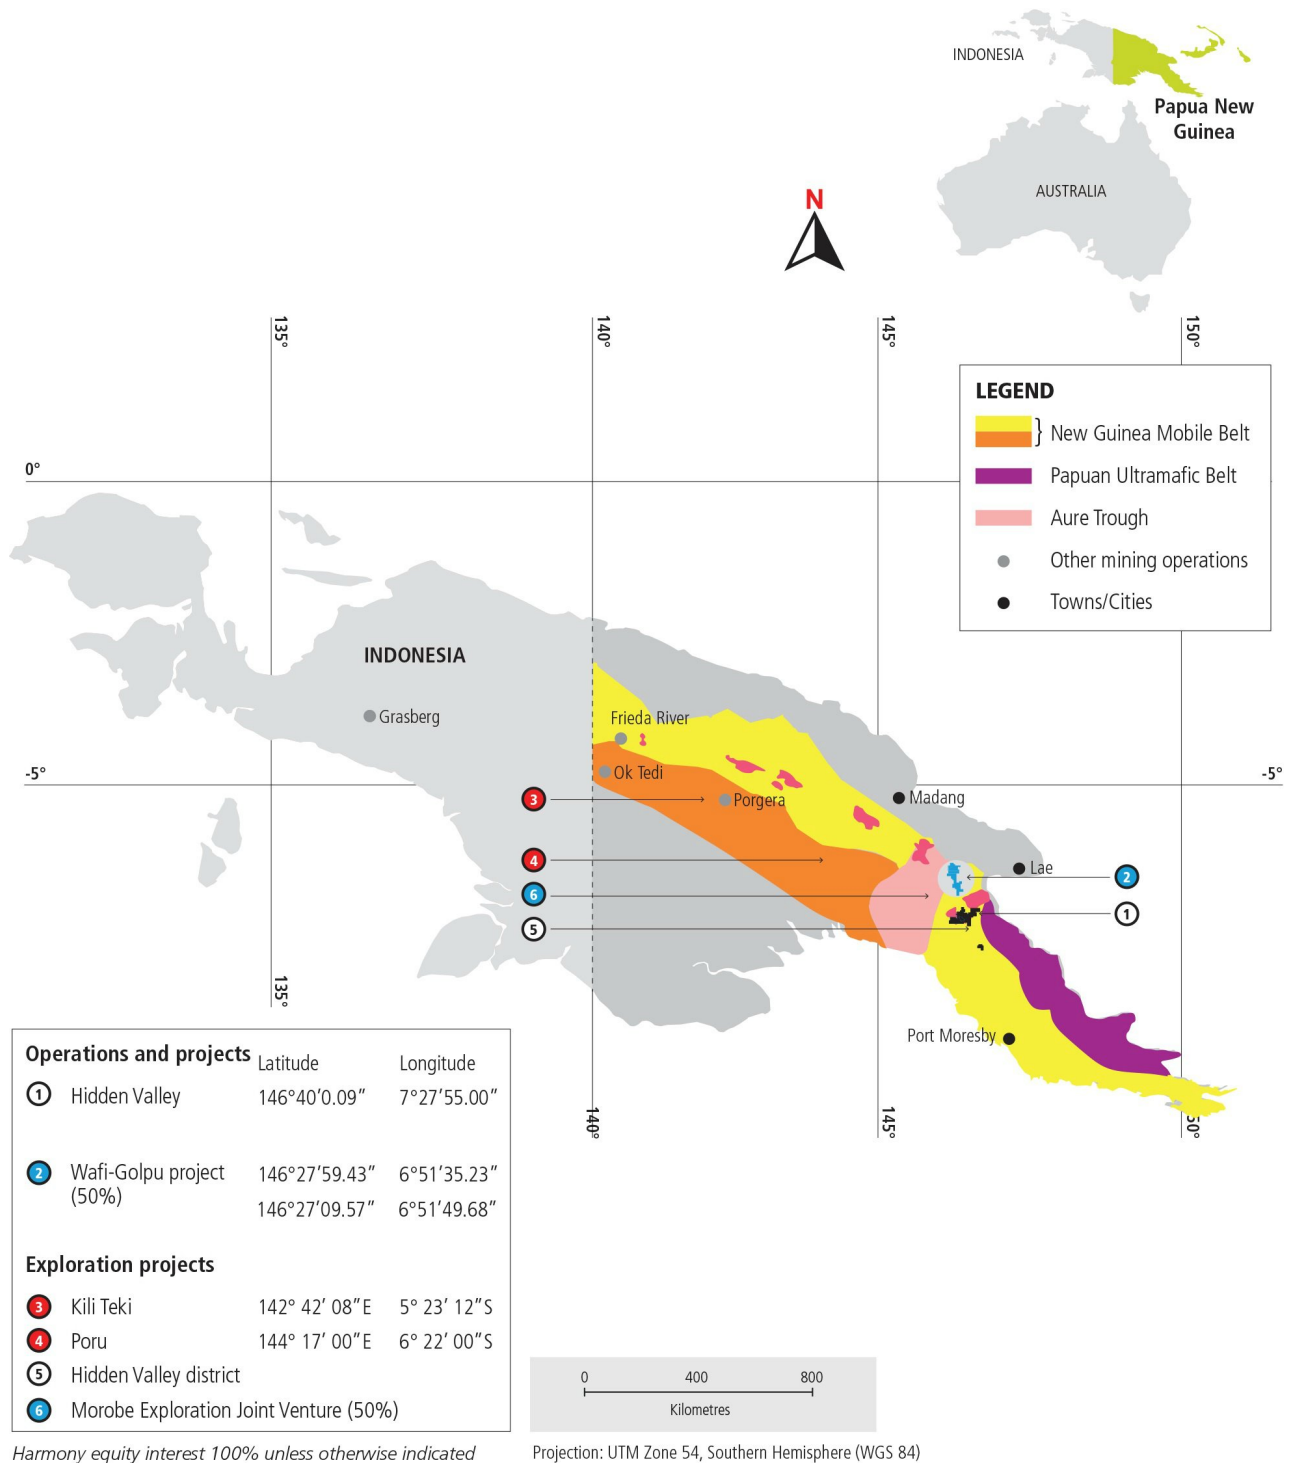 INDONESIA
Papua New
Guinea
AUSTRALIA
N
135°
140°
145°
150°
LEGEND
} New Guinea Mobile Belt
Papuan Ultramafic Belt
Aure Trough
Other mining operations
Towns/Cities
0°
INDONESIA
Grasberg
Frieda River
-5°
Ok Tedi
-5°
3
Porgera
Madang
4
Lae
2
6
1
5
135°
Port Moresby
140°
145°
50°
Operations and projects Latitude Longitude
1 Hidden Valley 146°40’0.09” 7°27’55.00”
2 Wafi-Golpu project 146°27’59.43” 6°51’35.23”
(50%)
146°27’09.57” 6°51’49.68”
Exploration projects
3 Kili Teki 142° 42’ 08”E 5° 23’ 12”S
4 Poru 144° 17’ 00”E 6° 22’ 00”S
5 Hidden Valley district
6 Morobe Exploration Joint Venture (50%)
0 400 800
Kilometres
Harmony equity interest 100% unless otherwise indicated
Projection: UTM Zone 54, Southern Hemisphere (WGS 84)